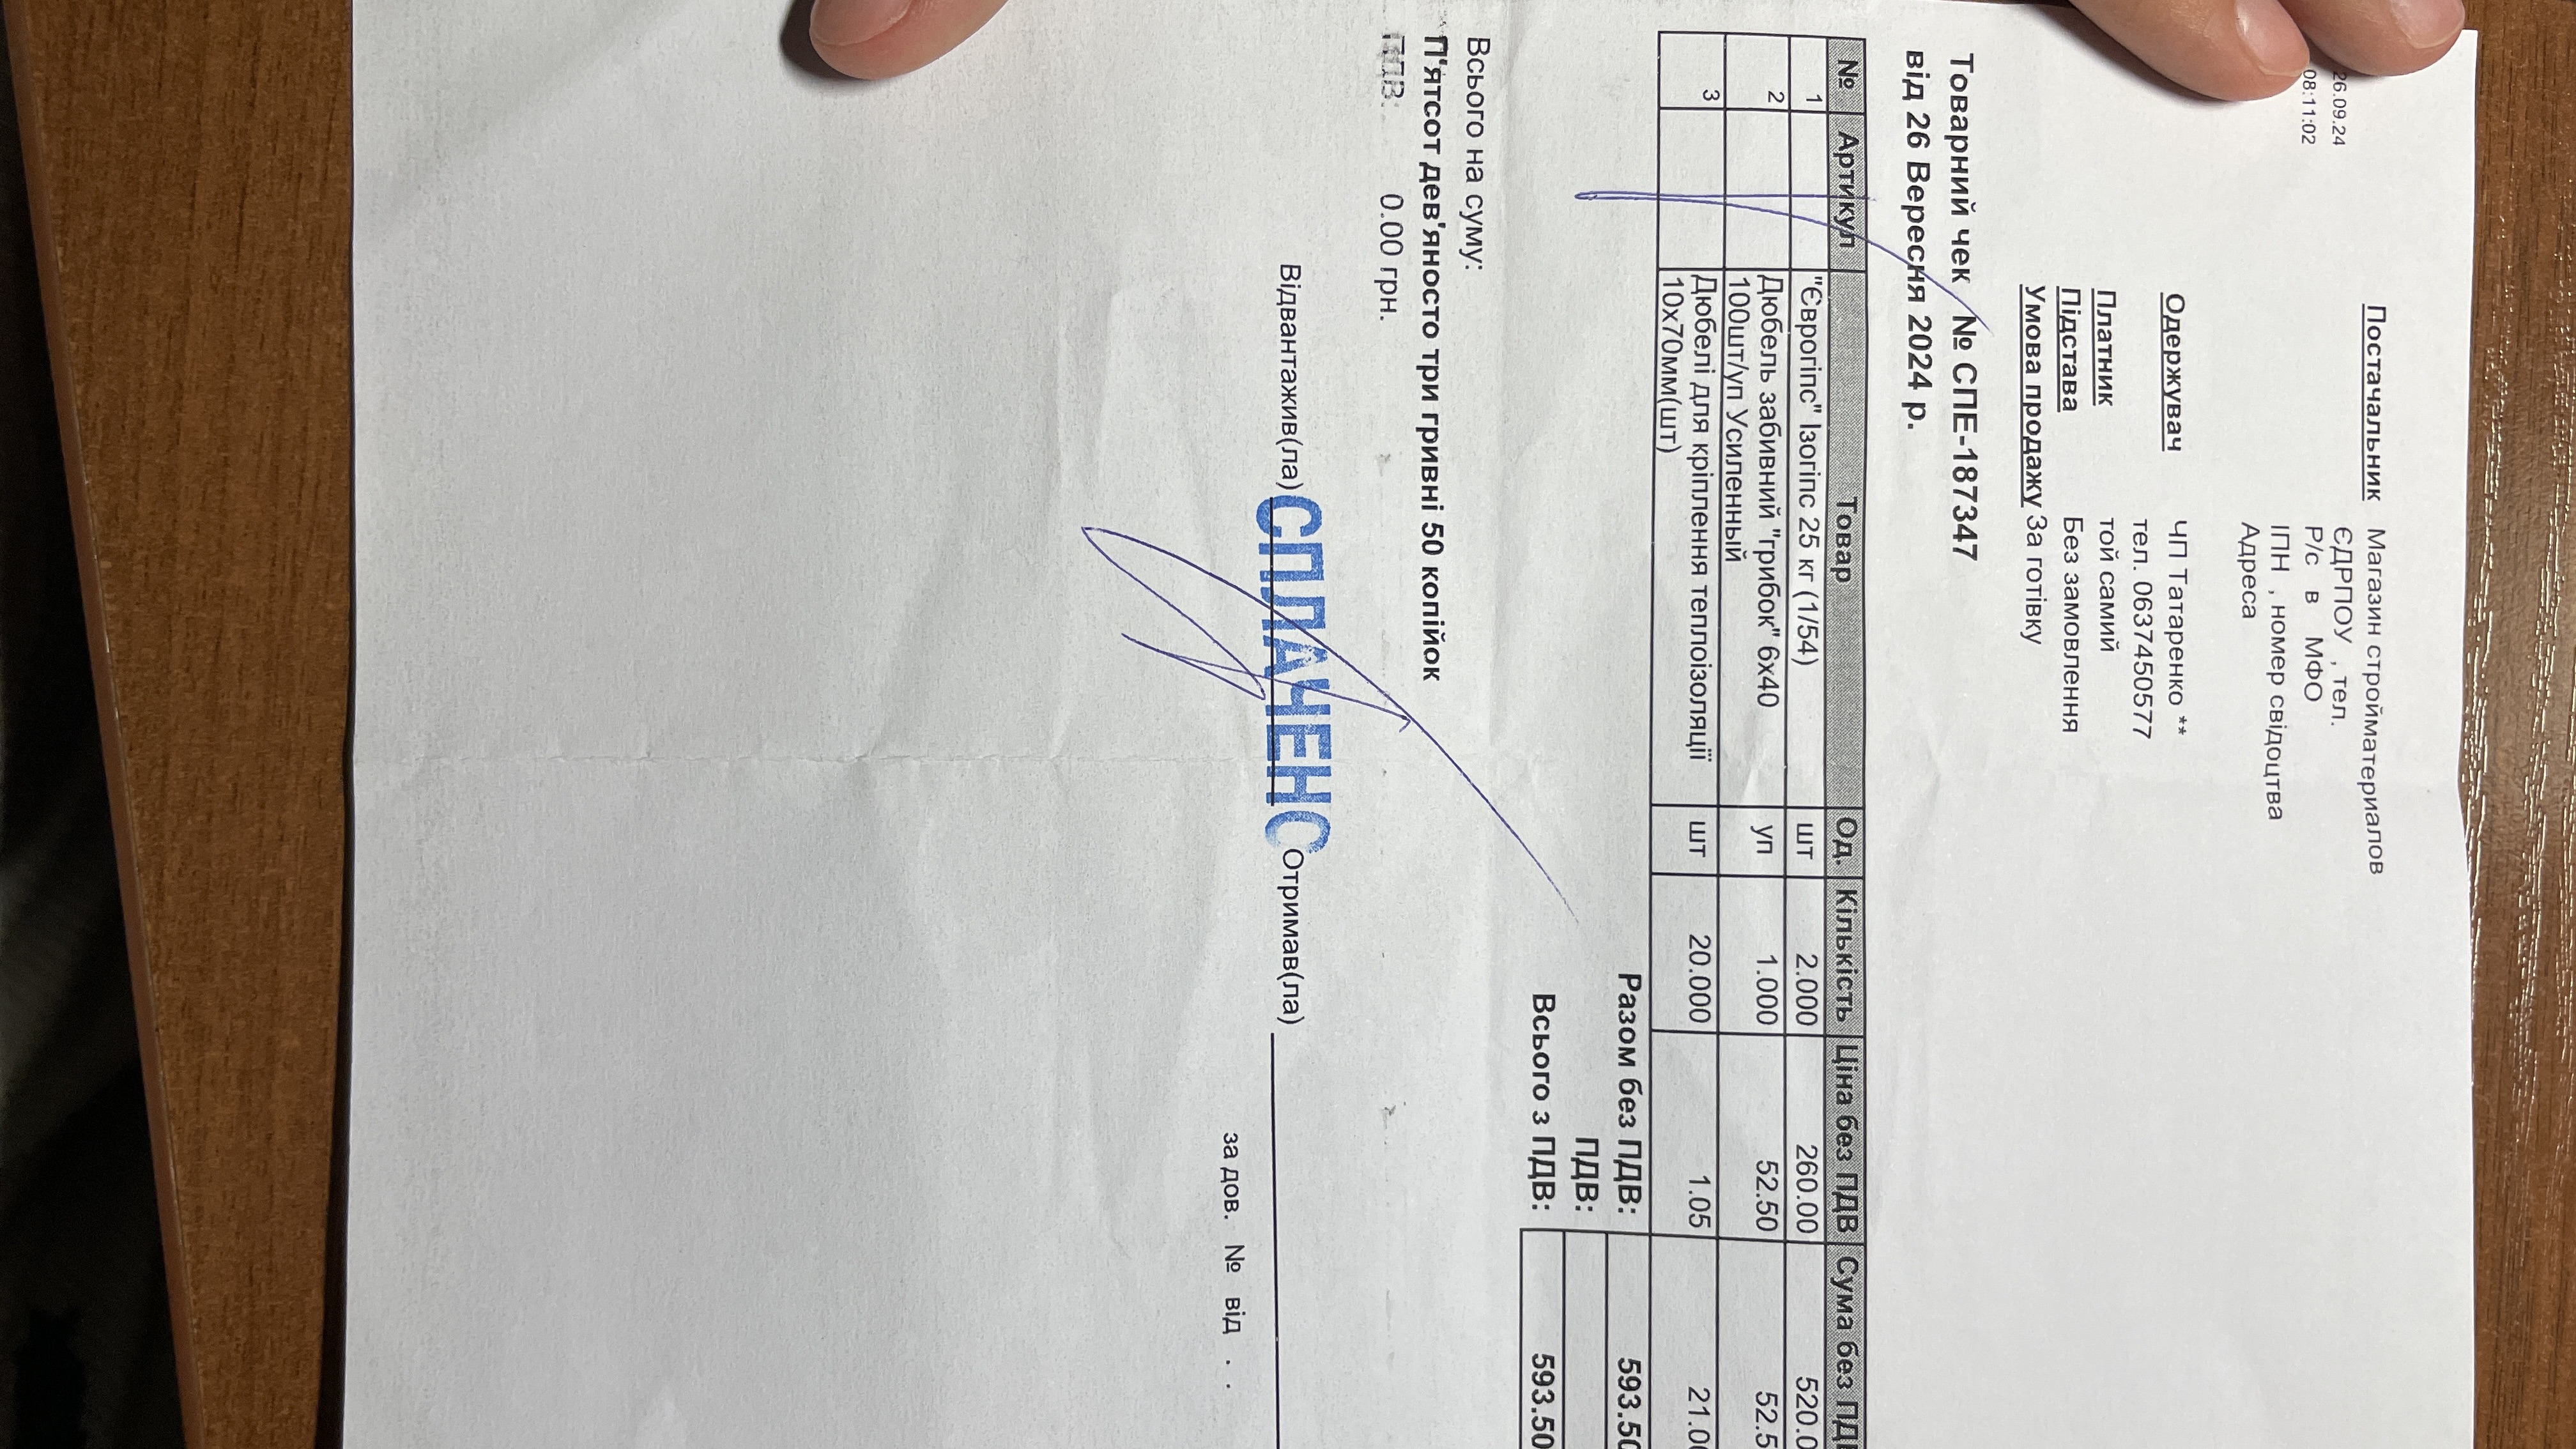 26.09.24
08:11:02
Постачальник Магазин стройматериалов
ЄДРПОУ , тел.
Р/с в МФО
ІПН , номер свідоцтва
Адреса
Одержувач ЧП Татаренко **
тел. 0637450577
Платник той самий
Підстава Без замовлення
Умова продажу За готівку
Товарний чек № СПЕ-187347
від 26 Вересня 2024 р.
№ Артикул Товар Од. Кількість Ціна без ПДВ Сума без ПДВ
1 "Єврогіпс" Ізогіпс 25 кг (1/54) шт 2.000 260.00 520.0
2 Дюбель забивний "грибок" 6х40 уп 1.000 52.50 52.5
100шт/уп Усиленный
3 Дюбелі для кріплення теплоізоляції шт 20.000 1.05 21.00
10х70мм(шт)
Разом без ПДВ: 593.50
ПДВ:
Всього з ПДВ: 593.50
Всього на суму:
П'ятсот дев'яносто три гривні 50 копійок
ПДВ: 0.00 грн.
Відвантажив(ла) СПЛАЧЕНО Отримав(ла)
за дов. № від . .